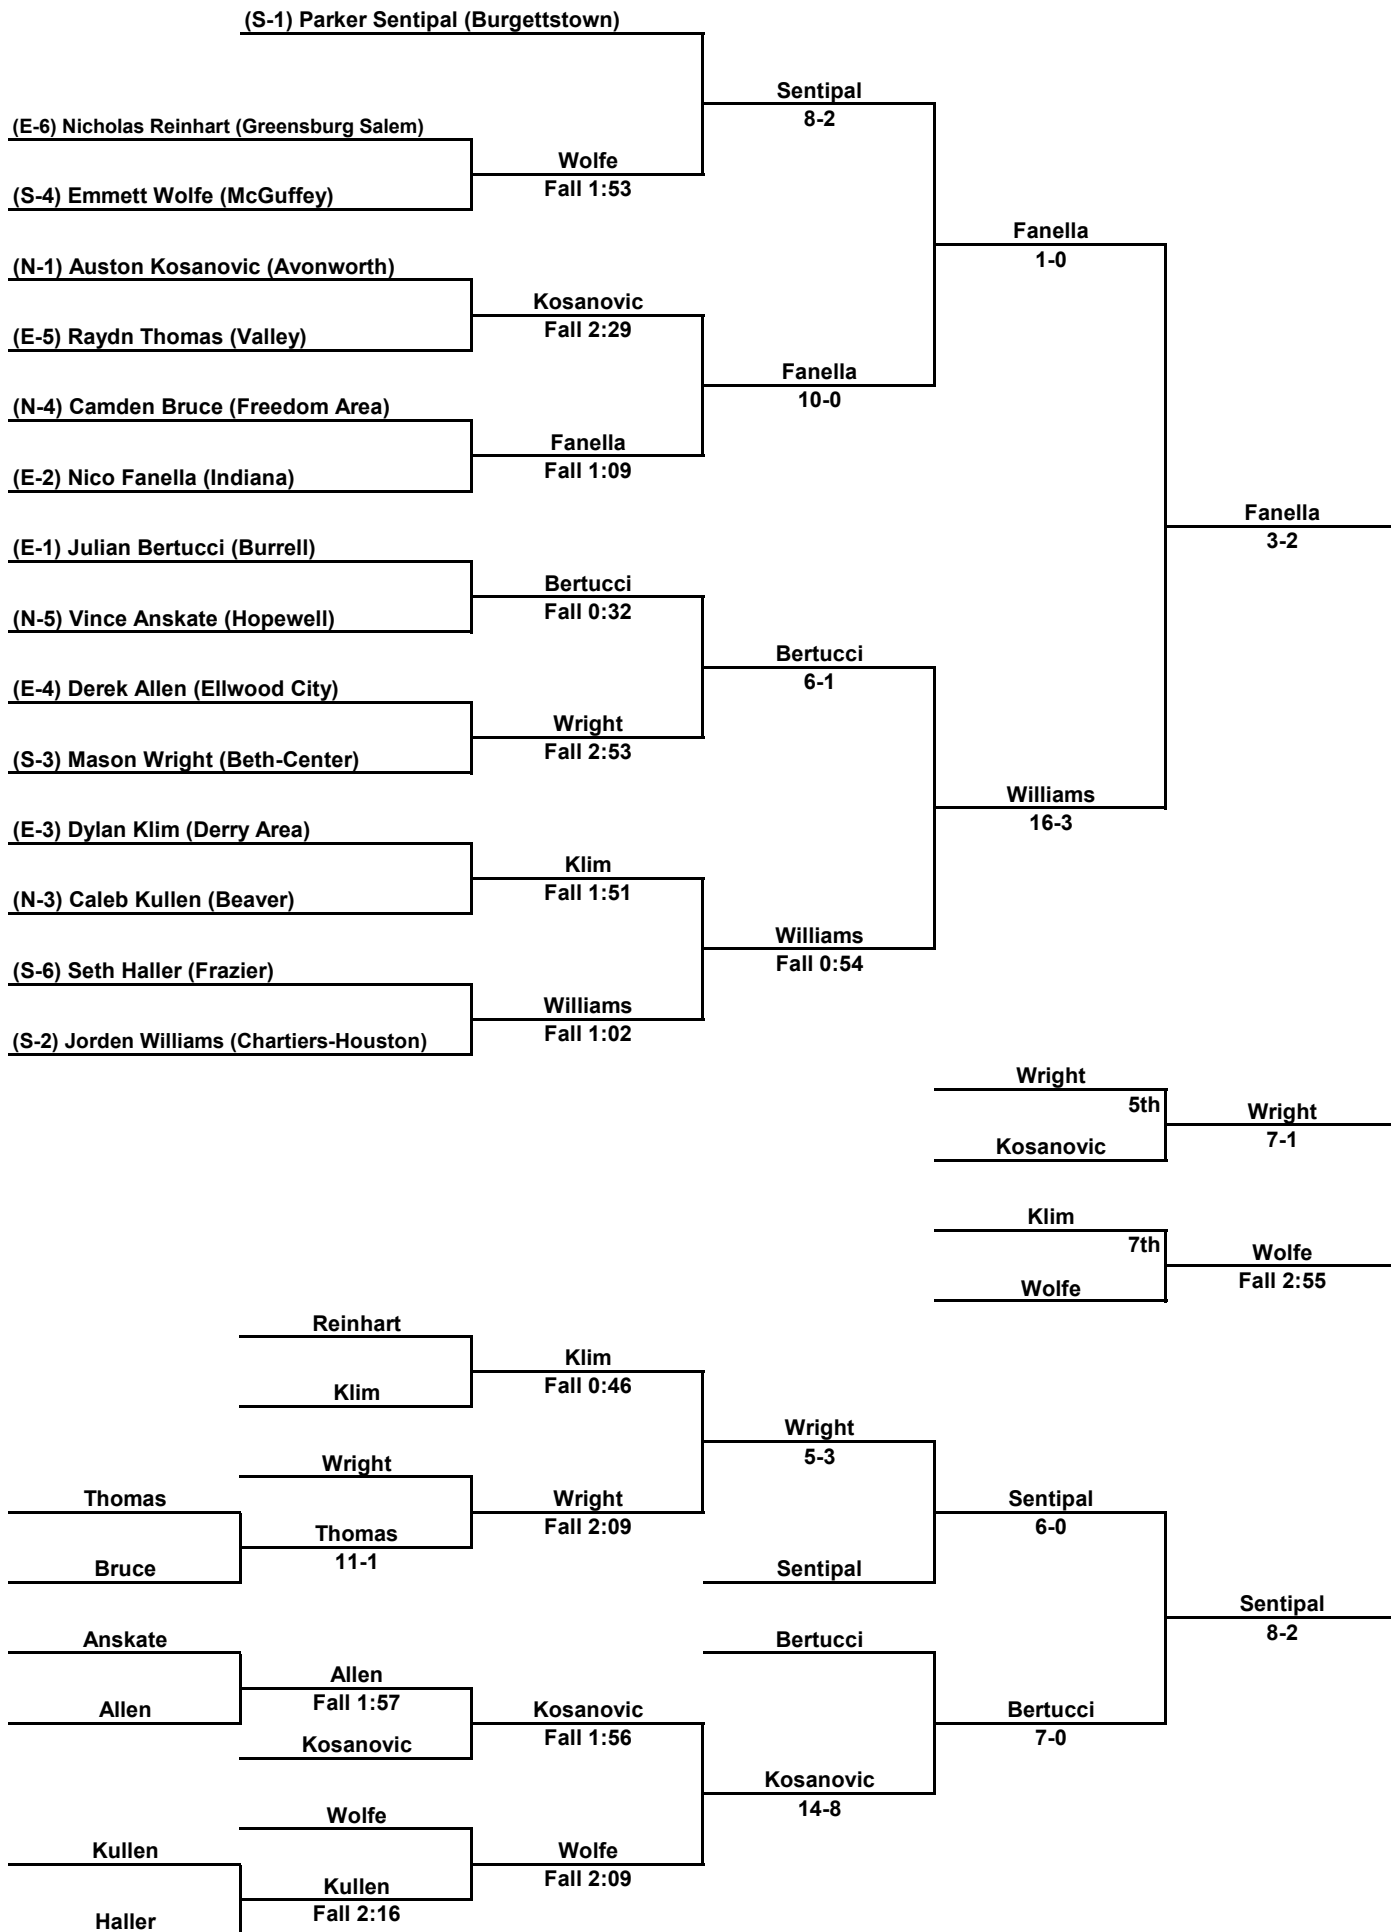 (S-1) Parker Sentipal (Burgettstown)
Sentipal
8-2
(E-6) Nicholas Reinhart (Greensburg Salem)
Wolfe
Fall 1:53
(S-4) Emmett Wolfe (McGuffey)
Fanella
1-0
(N-1) Auston Kosanovic (Avonworth)
Kosanovic
Fall 2:29
(E-5) Raydn Thomas (Valley)
Fanella
10-0
(N-4) Camden Bruce (Freedom Area)
Fanella
Fall 1:09
(E-2) Nico Fanella (Indiana)
Fanella
3-2
(E-1) Julian Bertucci (Burrell)
Bertucci
Fall 0:32
(N-5) Vince Anskate (Hopewell)
Bertucci
6-1
(E-4) Derek Allen (Ellwood City)
Wright
Fall 2:53
(S-3) Mason Wright (Beth-Center)
Williams
16-3
(E-3) Dylan Klim (Derry Area)
Klim
Fall 1:51
(N-3) Caleb Kullen (Beaver)
Williams
Fall 0:54
(S-6) Seth Haller (Frazier)
Williams
Fall 1:02
(S-2) Jorden Williams (Chartiers-Houston)
Wright
5th
Wright
7-1
Kosanovic
Klim
7th
Wolfe
Fall 2:55
Wolfe
Reinhart
Klim
Fall 0:46
Klim
Wright
5-3
Wright
Thomas
Wright
Fall 2:09
Sentipal
6-0
Thomas
11-1
Bruce
Sentipal
Sentipal
8-2
Anskate
Bertucci
Allen
Fall 1:57
Allen
Kosanovic
Fall 1:56
Bertucci
7-0
Kosanovic
Kosanovic
14-8
Wolfe
Kullen
Wolfe
Fall 2:09
Kullen
Fall 2:16
Haller